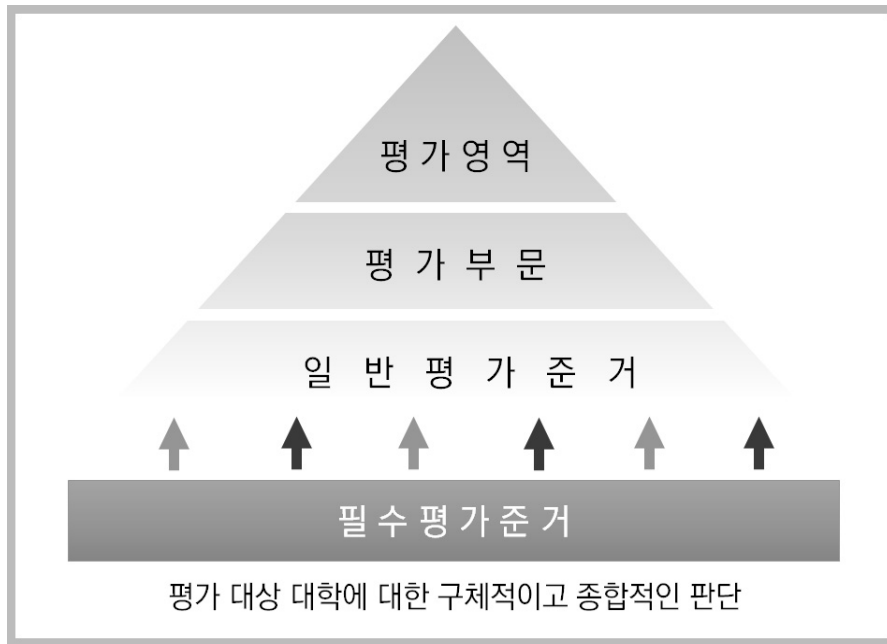 평가영역
평가부문
일반평가준거
필수평가준거
평가 대상 대학에 대한 구체적이고 종합적인 판단